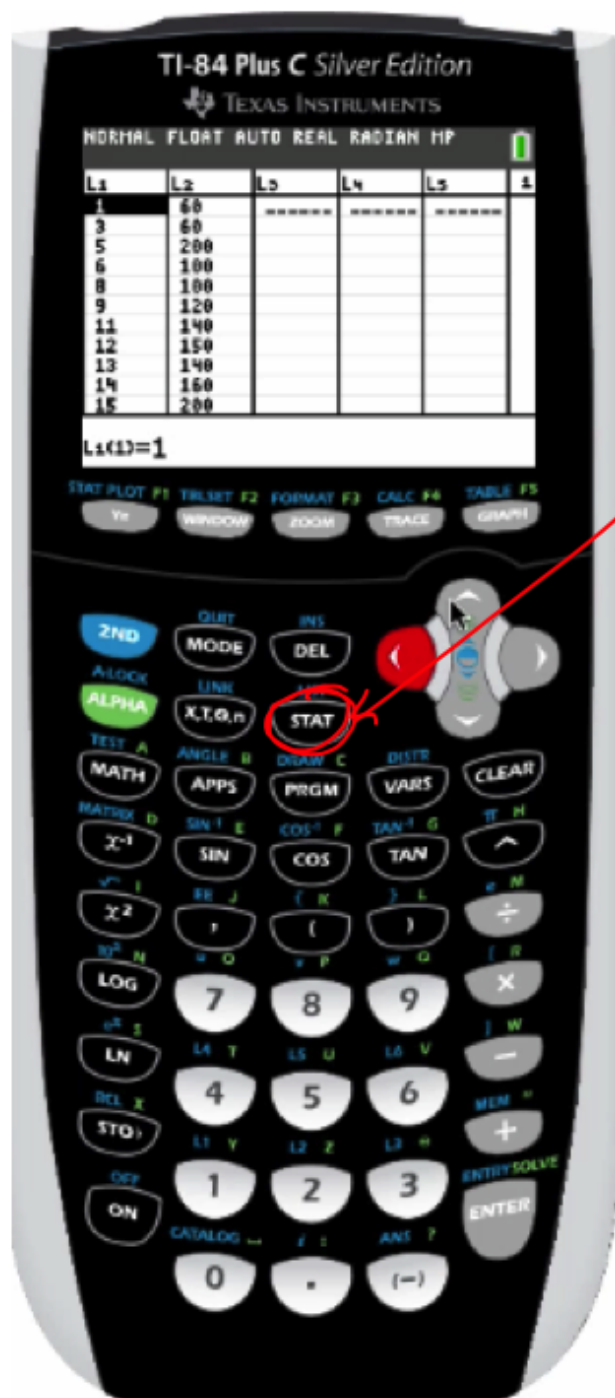 TI-84 Plus C Silver Edition
TEXAS INSTRUMENTS
NORMAL FLOAT AUTO REAL RADIAN MP
L1 L2 L3 L4 L5 1
1 60 ------ ------ ------
3 60
5 200
6 100
8 100
9 120
11 140
12 150
13 140
14 160
15 200
L1(1)=1
STAT PLOT F1 TBLSET F2 FORMAT F3 CALC F4 TABLE F5
Y= WINDOW ZOOM TRACE GRAPH
QUIT INS
2ND MODE DEL
A-LOCK LINK
ALPHA X,T,Θ,n STAT
TEST A ANGLE B DRAW C DISTR
MATH APPS PRGM VARS CLEAR
MATRIX D SIN-1 E COS-1 F TAN-1 G π H
x-1 SIN COS TAN ^
√ I EE J { K } L e M
x2 , ( ) ÷
10x N u O v P w Q [ R
LOG 7 8 9 ×
ex S L4 T L5 U L6 V ] W
LN 4 5 6 −
RCL X L1 Y L2 Z L3 θ MEM "
STO› 1 2 3 +
OFF CATALOG ⎵ i : ANS ? ENTRY SOLVE
ON 0 . (−) ENTER